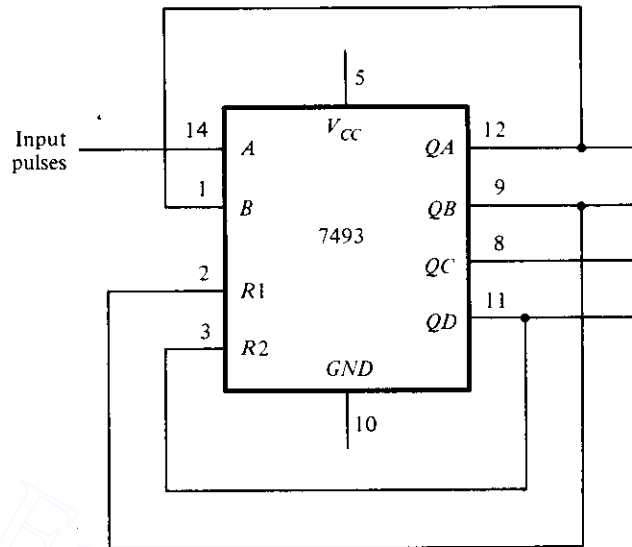 5
Input
pulses
14
A
VCC
QA
12
1
B
QB
9
7493
QC
8
2
R1
QD
11
3
R2
GND
10